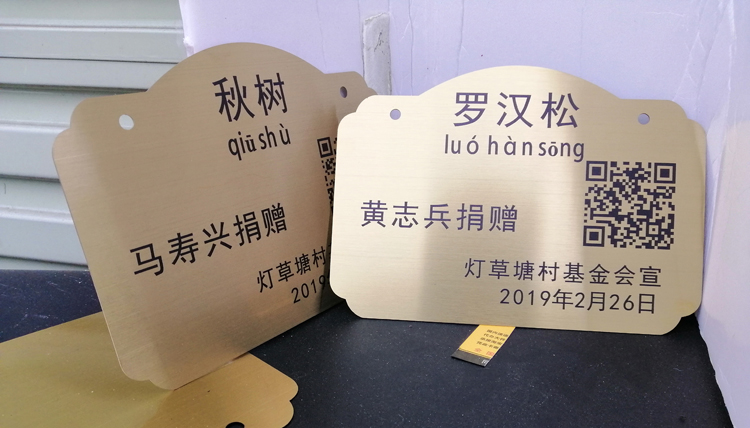 秋树
qiūshù
马寿兴捐赠
灯草塘村
2019
罗汉松
luóhànsōng
黄志兵捐赠
灯草塘村基金会宣
2019年2月26日